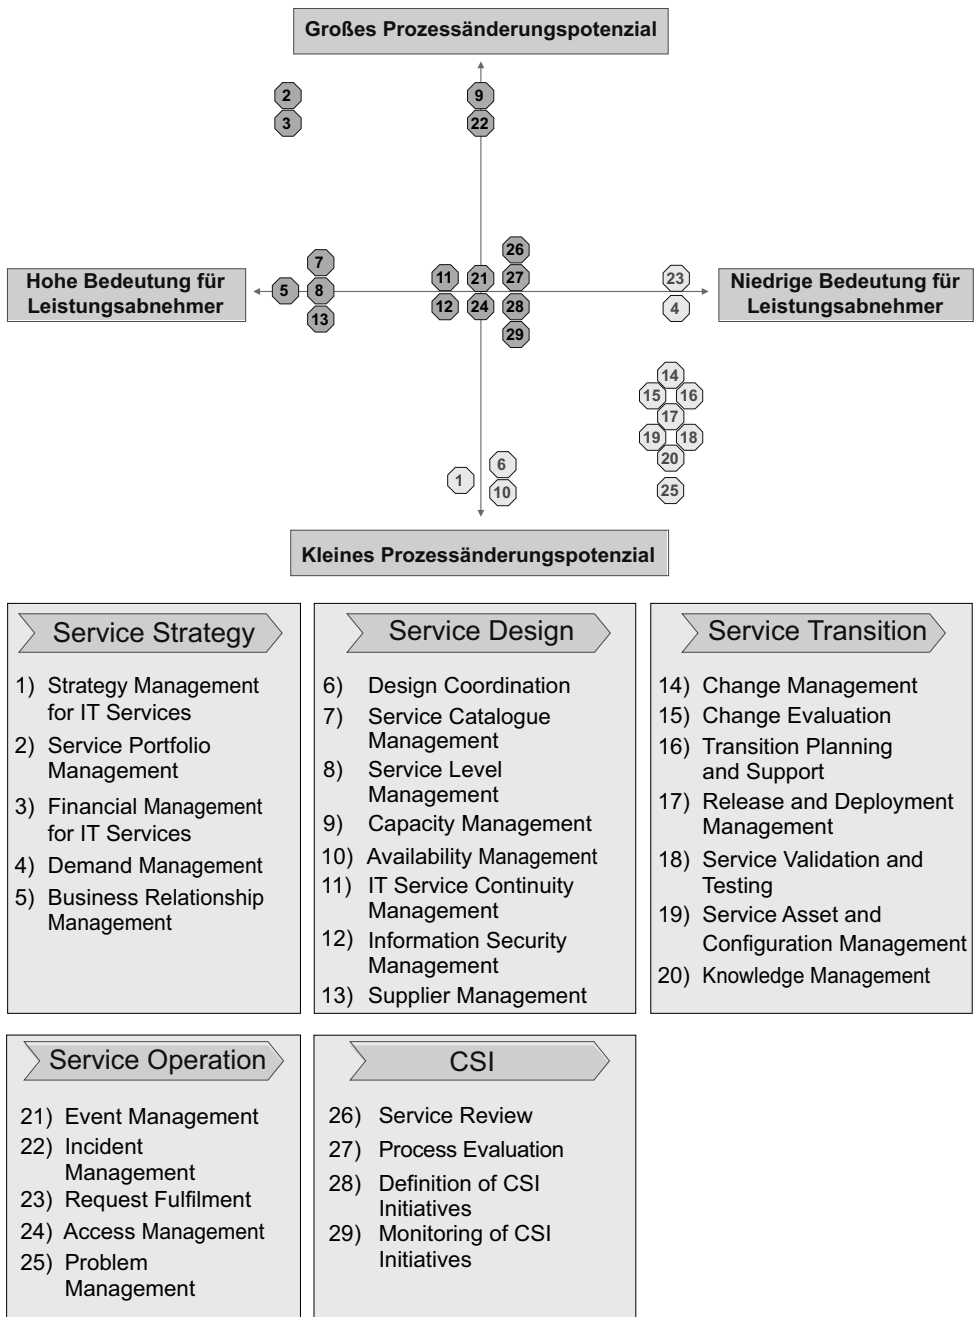 Großes Prozessänderungspotenzial
2
9
3
22
26
7
11
21
27
23
Hohe Bedeutung für
Leistungsabnehmer
5
8
Niedrige Bedeutung für
Leistungsabnehmer
12
24
28
4
13
29
14
15
16
17
19
18
20
6
1
10
25
Kleines Prozessänderungspotenzial
Service Strategy
1) Strategy Management
for IT Services
2) Service Portfolio
Management
3) Financial Management
for IT Services
4) Demand Management
5) Business Relationship
Management
Service Design
6) Design Coordination
7) Service Catalogue
Management
8) Service Level
Management
9) Capacity Management
10) Availability Management
11) IT Service Continuity
Management
12) Information Security
Management
13) Supplier Management
Service Transition
14) Change Management
15) Change Evaluation
16) Transition Planning
and Support
17) Release and Deployment
Management
18) Service Validation and
Testing
19) Service Asset and
Configuration Management
20) Knowledge Management
Service Operation
21) Event Management
22) Incident
Management
23) Request Fulfilment
24) Access Management
25) Problem
Management
CSI
26) Service Review
27) Process Evaluation
28) Definition of CSI
Initiatives
29) Monitoring of CSI
Initiatives